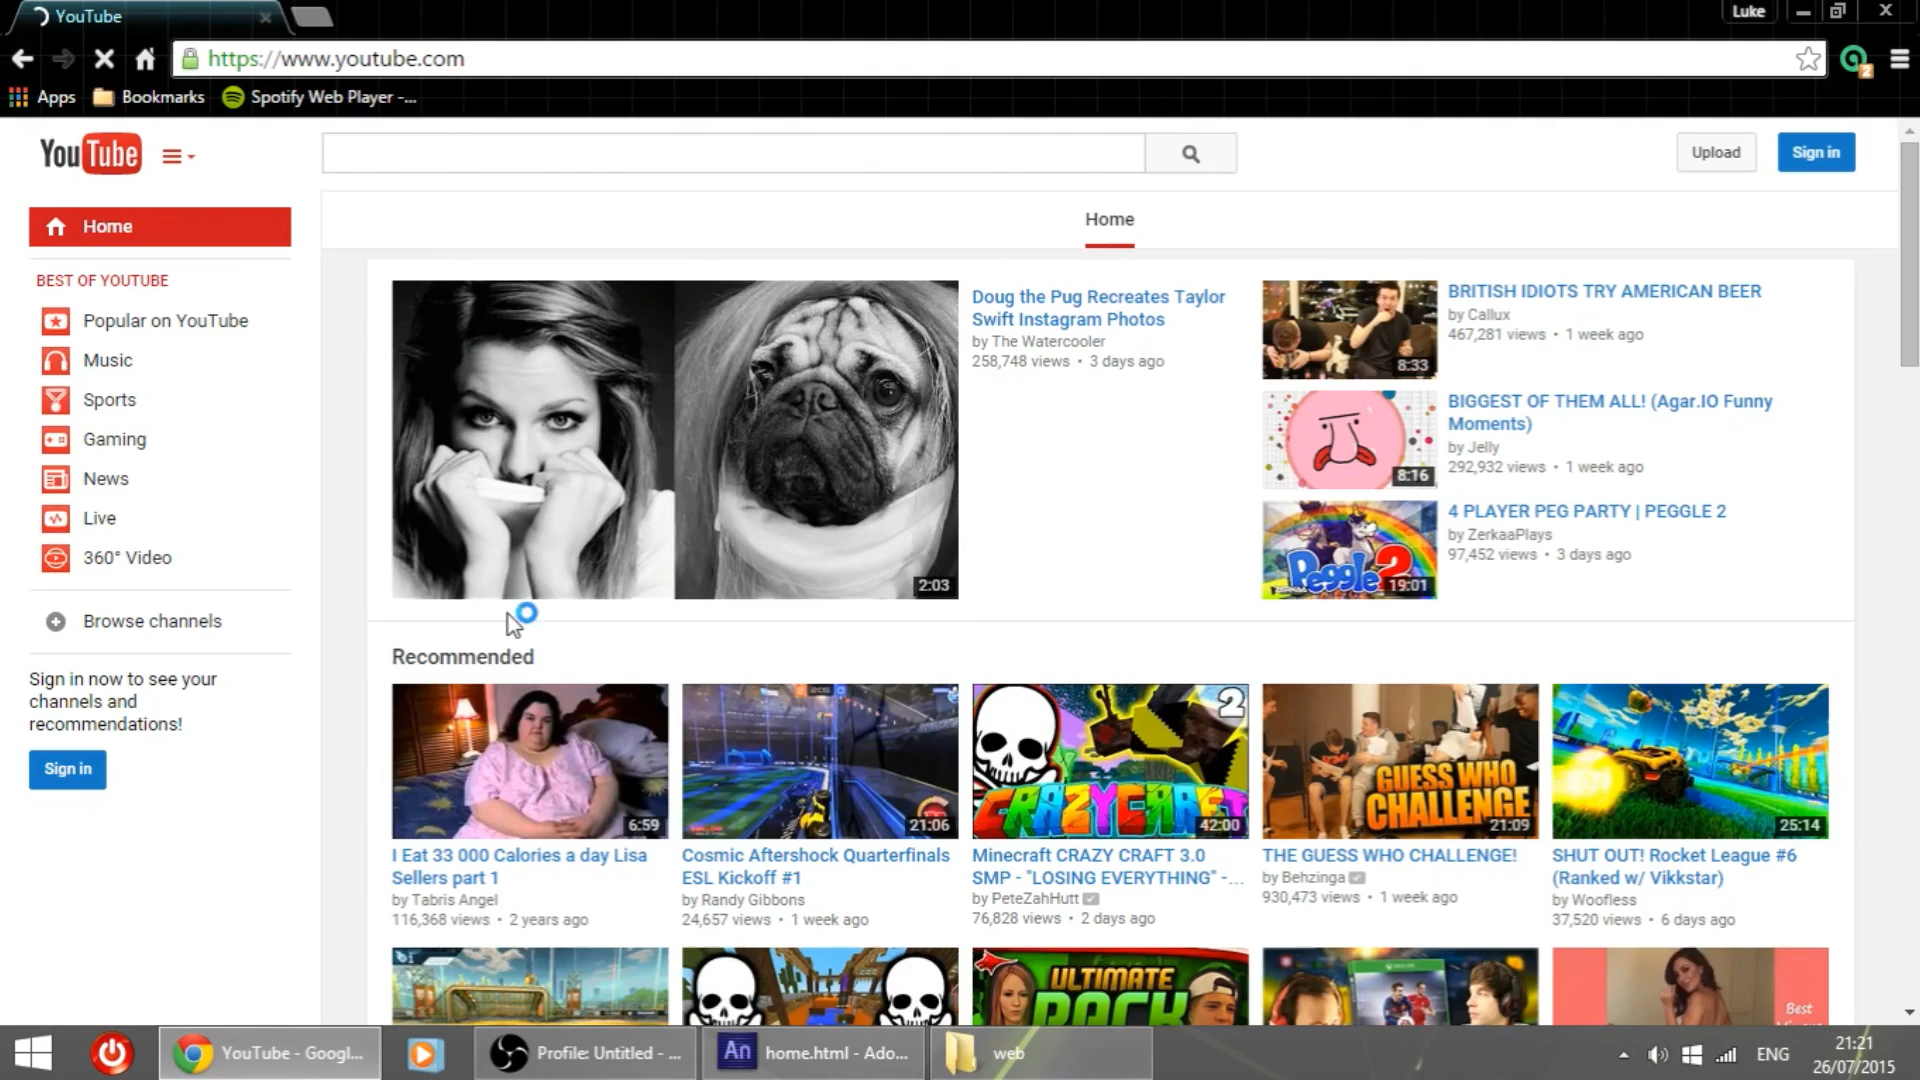 YouTube
Luke
https://www.youtube.com
2
Apps
Bookmarks
Spotify Web Player -...
YouTube
Upload
Sign in
Home
BEST OF YOUTUBE
Popular on YouTube
Music
Sports
Gaming
News
Live
360° Video
Browse channels
Sign in now to see your
channels and
recommendations!
Sign in
Home
2:03
Doug the Pug Recreates Taylor
Swift Instagram Photos
by The Watercooler
258,748 views • 3 days ago
8:33
BRITISH IDIOTS TRY AMERICAN BEER
by Callux
467,281 views • 1 week ago
8:16
BIGGEST OF THEM ALL! (Agar.IO Funny
Moments)
by Jelly
292,932 views • 1 week ago
Peggle 2
19:01
4 PLAYER PEG PARTY | PEGGLE 2
by ZerkaaPlays
97,452 views • 3 days ago
Recommended
6:59
I Eat 33 000 Calories a day Lisa
Sellers part 1
by Tabris Angel
116,368 views • 2 years ago
21:06
Cosmic Aftershock Quarterfinals
ESL Kickoff #1
by Randy Gibbons
24,657 views • 1 week ago
2
CRAZYCRAFT
42:00
Minecraft CRAZY CRAFT 3.0
SMP - "LOSING EVERYTHING" -...
by PeteZahHutt
76,828 views • 2 days ago
GUESS WHO
CHALLENGE
21:09
THE GUESS WHO CHALLENGE!
by Behzinga
930,473 views • 1 week ago
25:14
SHUT OUT! Rocket League #6
(Ranked w/ Vikkstar)
by Woofless
37,520 views • 6 days ago
ULTIMATE
PACK
Best
YouTube - Googl...
Profile: Untitled - ...
An
home.html - Ado...
web
ENG
21:21
26/07/2015